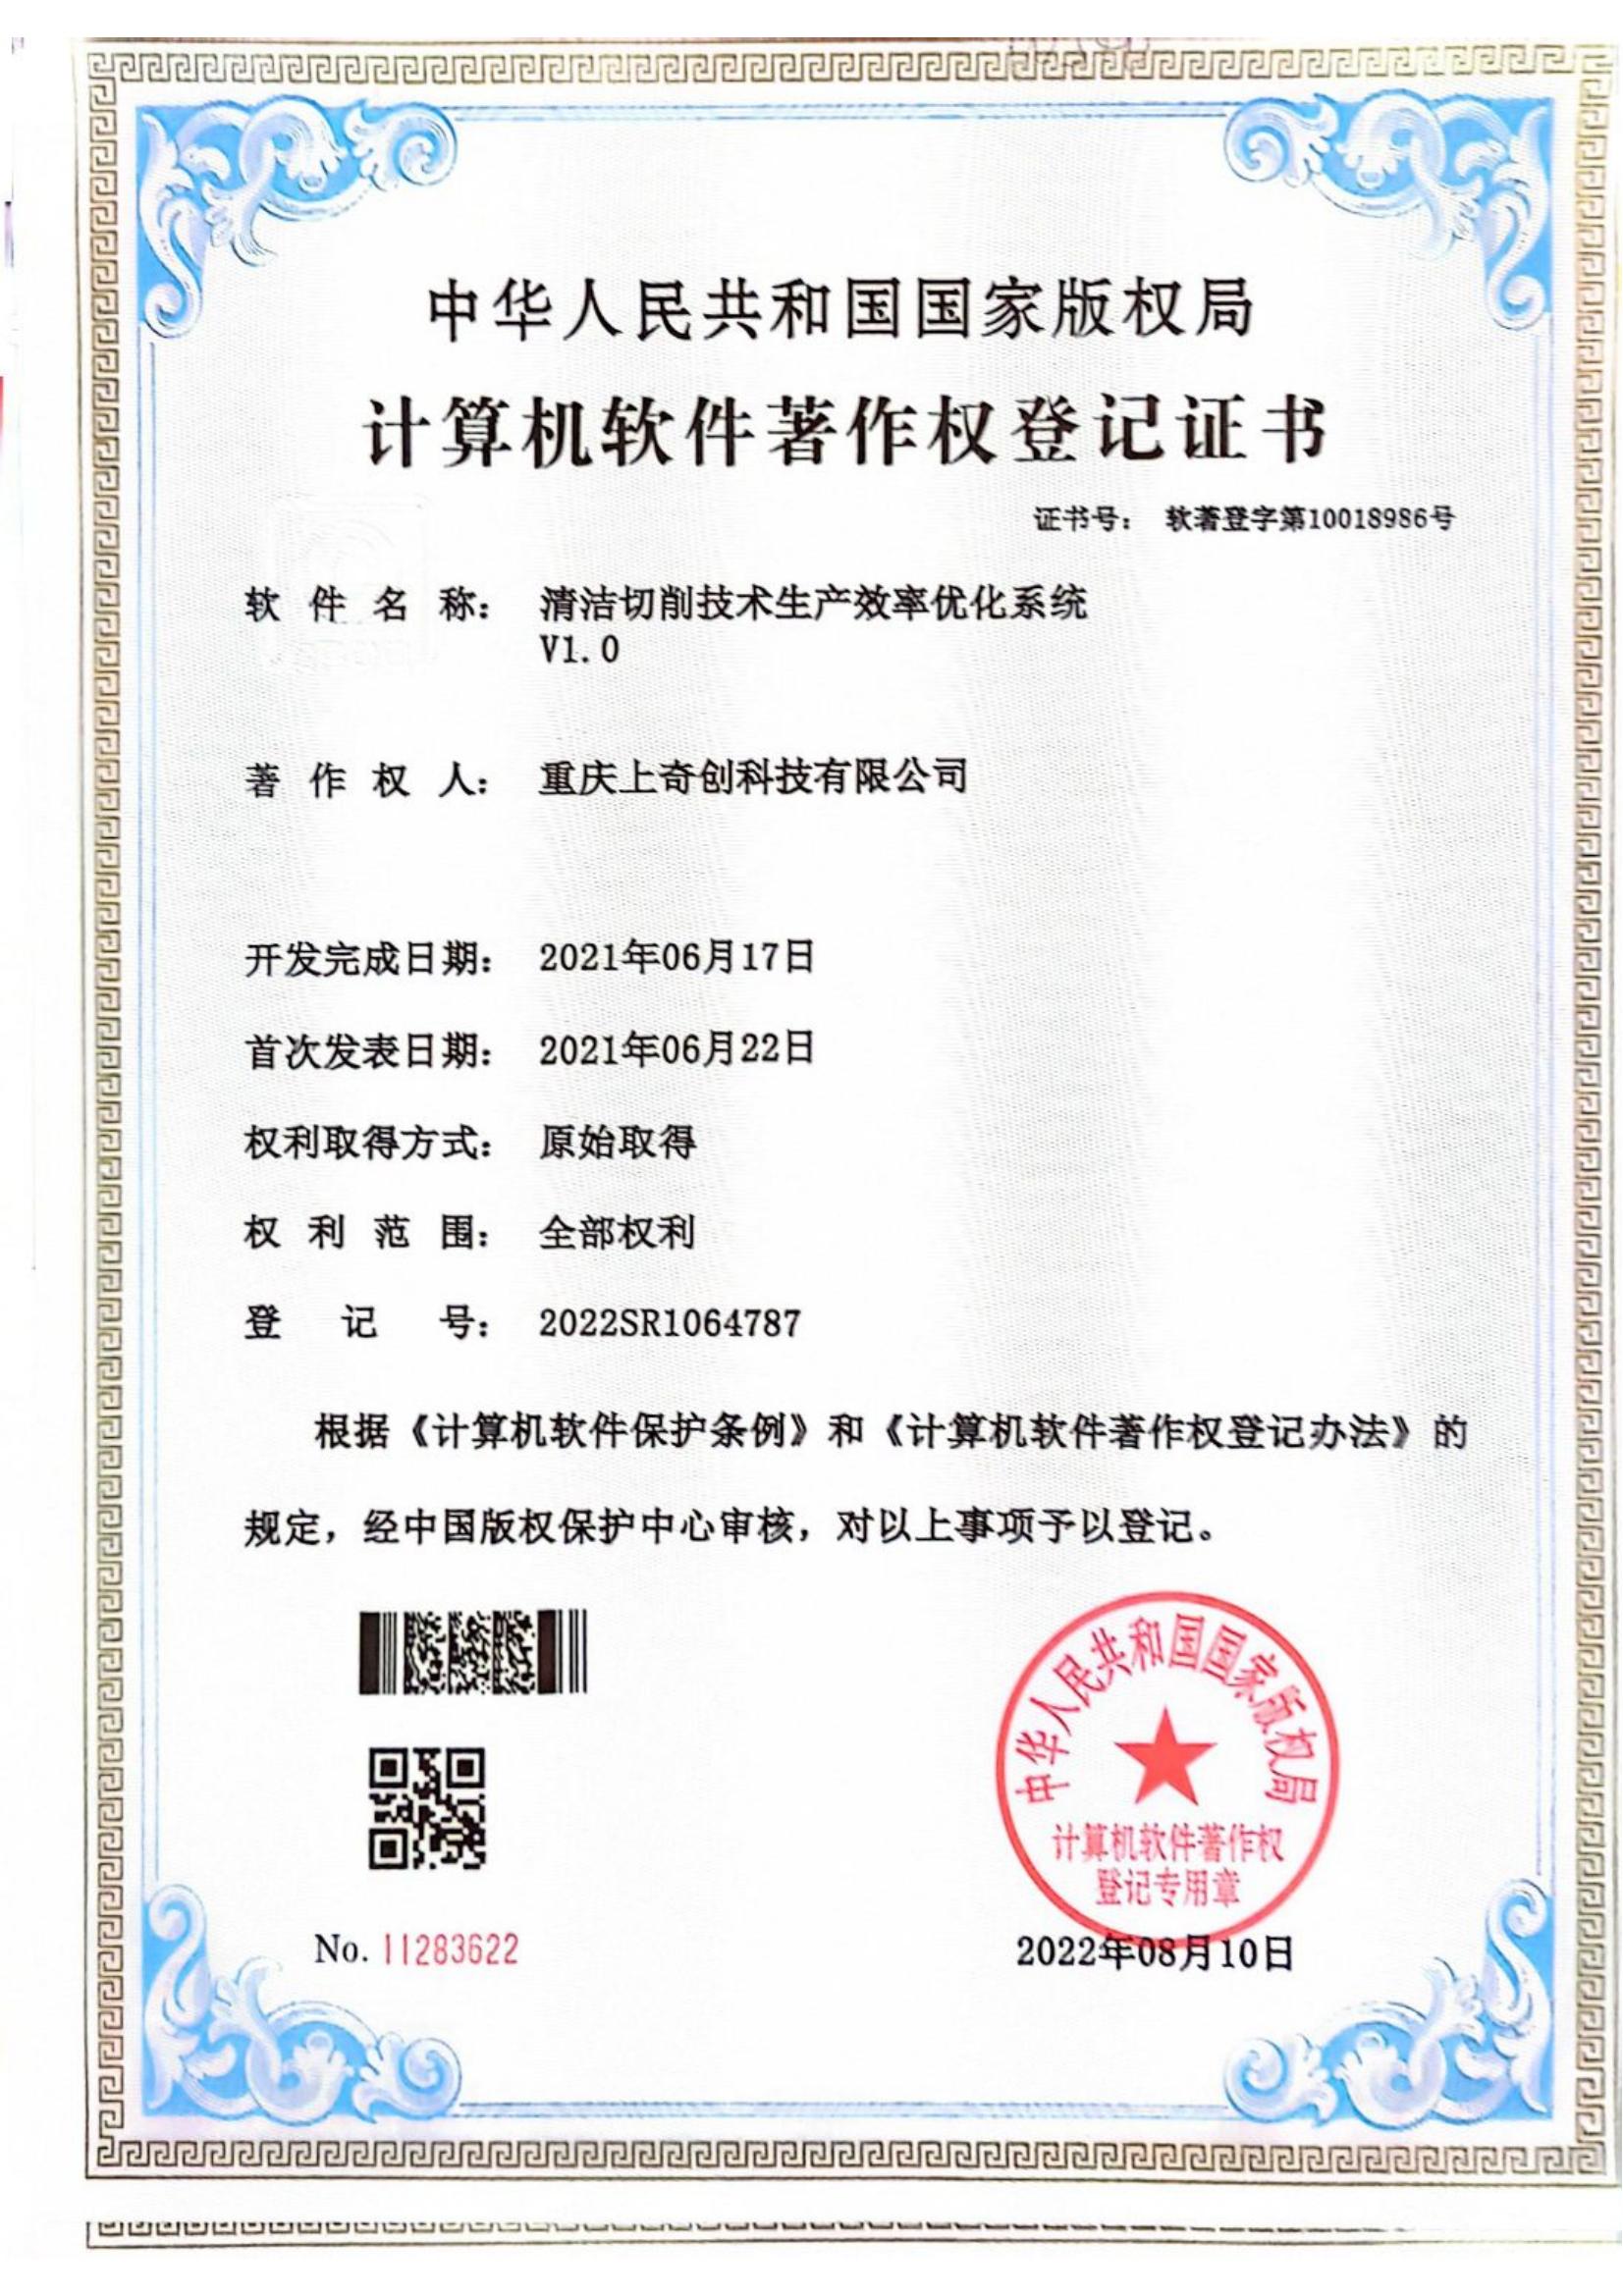 中华人民共和国国家版权局
计算机软件著作权登记证书
证书号： 软著登字第10018986号
软件名称： 清洁切削技术生产效率优化系统
V1.0
著作权人： 重庆上奇创科技有限公司
开发完成日期： 2021年06月17日
首次发表日期： 2021年06月22日
权利取得方式： 原始取得
权利范围： 全部权利
登记号： 2022SR1064787
根据《计算机软件保护条例》和《计算机软件著作权登记办法》的
规定，经中国版权保护中心审核，对以上事项予以登记。
中华人民共和国国家版权局
计算机软件著作权
登记专用章
No. 11283622
2022年08月10日